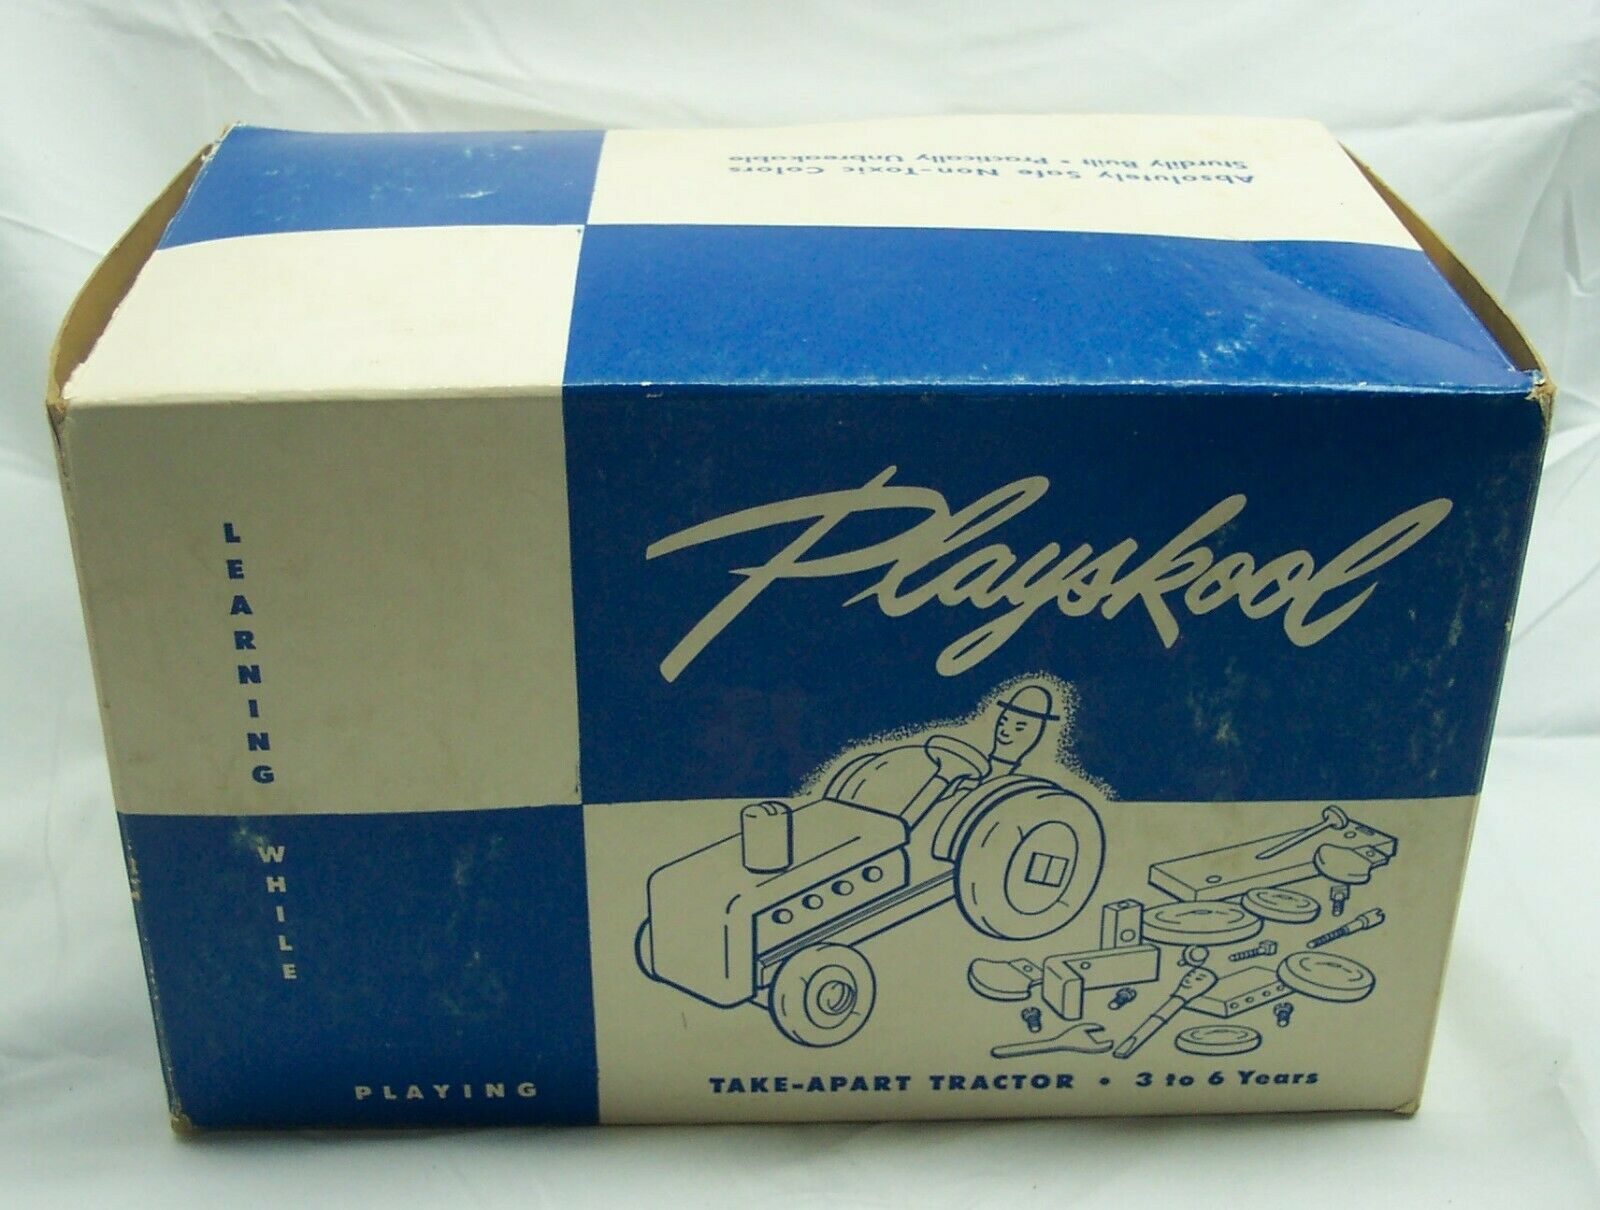 Absolutely Safe Non-Toxic Colors
Sturdily Built • Practically Unbreakable
Playskool
LEARNING
WHILE
PLAYING
TAKE-APART TRACTOR • 3 to 6 Years